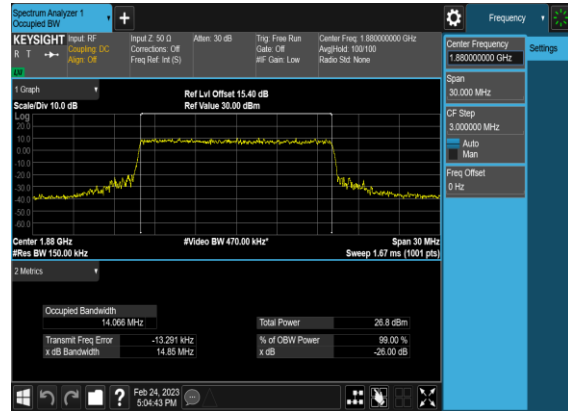 Spectrum Analyzer 1
Occupied BW
+
Frequency
KEYSIGHT
R T
LV
Input: RF
Coupling: DC
Align: Off
Input Z: 50 Ω
Corrections: Off
Freq Ref: Int (S)
Atten: 30 dB
Trig: Free Run
Gate: Off
#IF Gain: Low
Center Freq: 1.880000000 GHz
Avg|Hold: 100/100
Radio Std: None
Center Frequency
1.880000000 GHz
Settings
Span
30.000 MHz
CF Step
3.000000 MHz
Auto
Man
Freq Offset
0 Hz
1 Graph
Scale/Div 10.0 dB
Ref Lvl Offset 15.40 dB
Ref Value 30.00 dBm
Log
20.0
10.0
0.00
-10.0
-20.0
-30.0
-40.0
-50.0
-60.0
Center 1.88 GHz
#Res BW 150.00 kHz
#Video BW 470.00 kHz*
Span 30 MHz
Sweep 1.67 ms (1001 pts)
2 Metrics
Occupied Bandwidth
14.066 MHz
Total Power
26.8 dBm
Transmit Freq Error
-13.291 kHz
% of OBW Power
99.00 %
x dB Bandwidth
14.85 MHz
x dB
-26.00 dB
?
Feb 24, 2023
5:04:43 PM